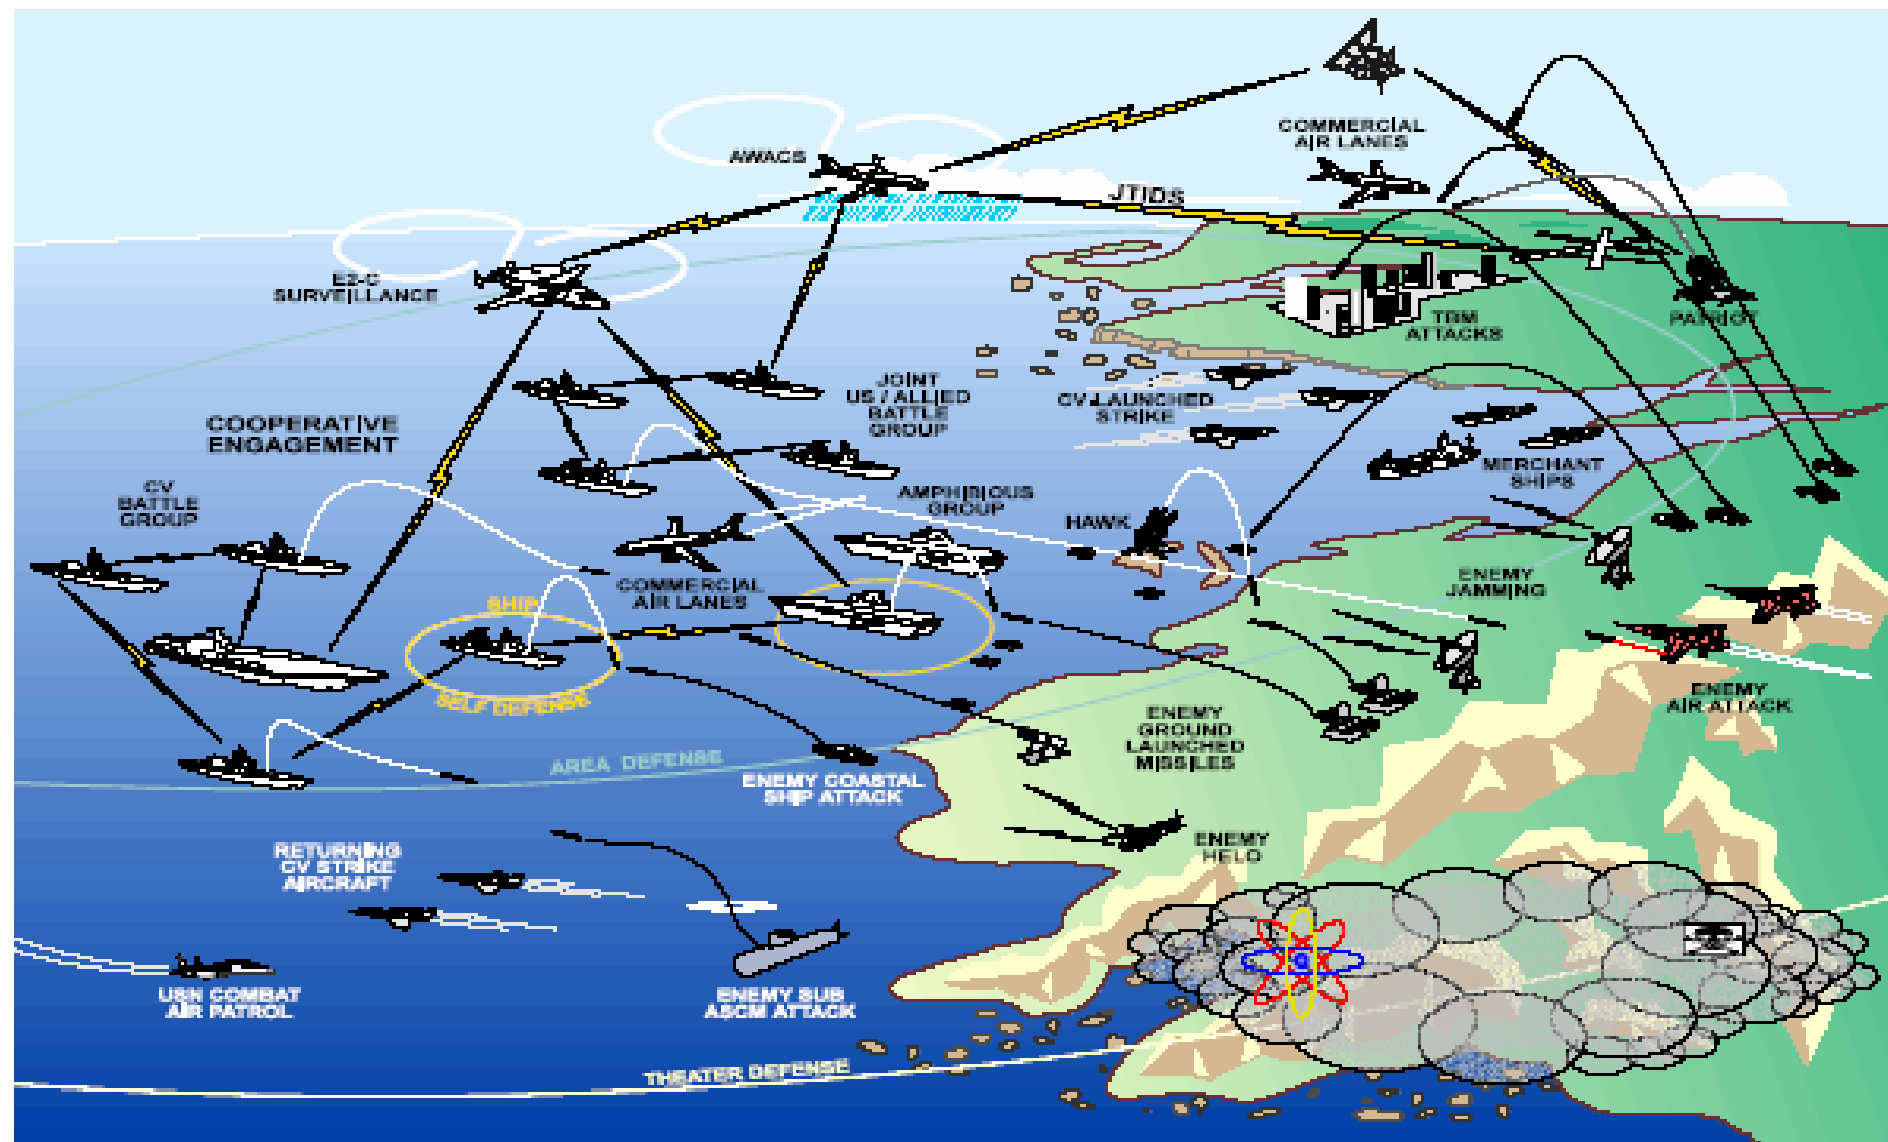 COMMERCIAL
AIR LANES
AWACS
JTIDS
E2-C
SURVEILLANCE
TBM
ATTACKS
PATRIOT
JOINT
US / ALLIED
BATTLE
GROUP
CV-LAUNCHED
STRIKE
COOPERATIVE
ENGAGEMENT
MERCHANT
SHIPS
CV
BATTLE
GROUP
AMPHIBIOUS
GROUP
HAWK
COMMERCIAL
AIR LANES
ENEMY
JAMMING
SHIP
SELF DEFENSE
ENEMY
AIR ATTACK
ENEMY
GROUND
LAUNCHED
MISSILES
AREA DEFENSE
ENEMY COASTAL
SHIP ATTACK
ENEMY
HELO
RETURNING
CV STRIKE
AIRCRAFT
USN COMBAT
AIR PATROL
ENEMY SUB
ASCM ATTACK
THEATER DEFENSE